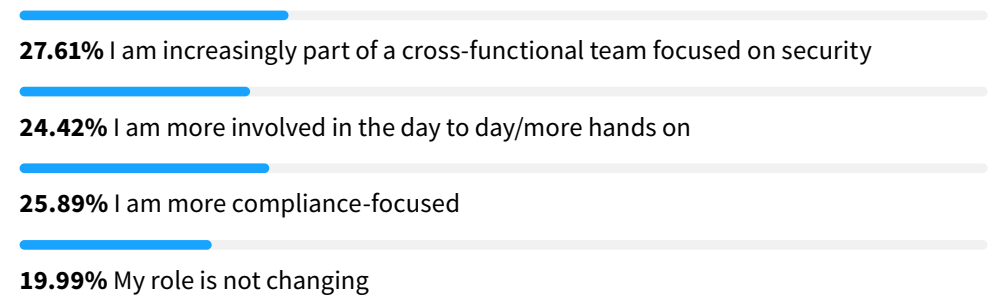 27.61% I am increasingly part of a cross-functional team focused on security
24.42% I am more involved in the day to day/more hands on
25.89% I am more compliance-focused
19.99% My role is not changing